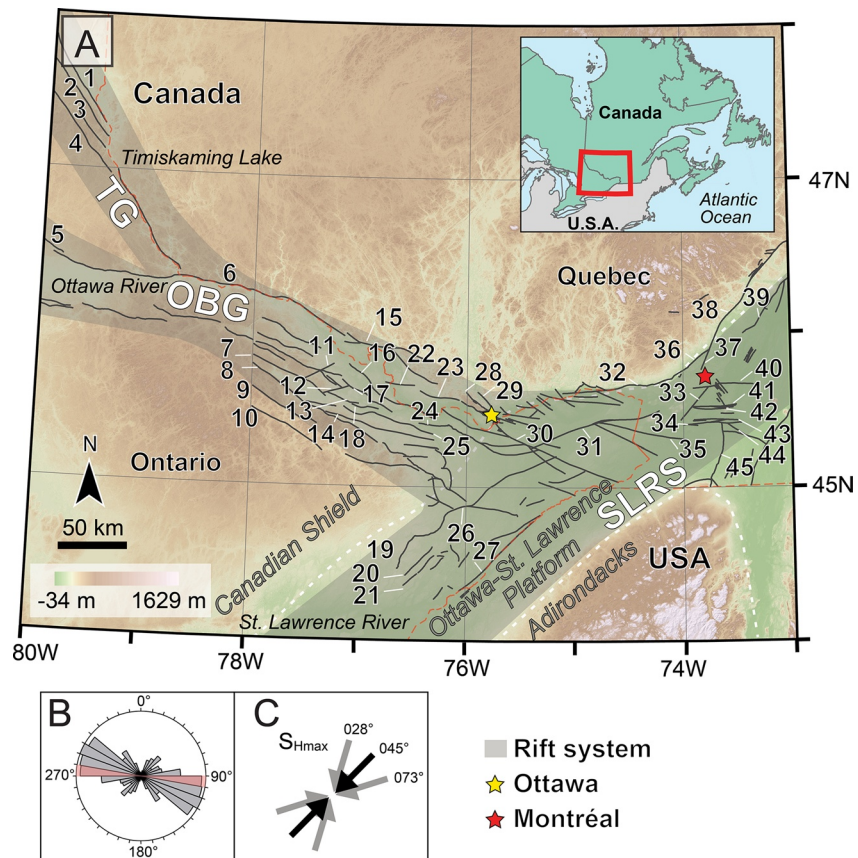 A
Canada
Timiskaming Lake
TG
OBG
Ottawa River
Quebec
Ontario
N
50 km
-34 m
1629 m
Canadian Shield
Ottawa-St. Lawrence
Platform
Adirondacks
SLRS
USA
St. Lawrence River
Canada
U.S.A.
Atlantic
Ocean
47N
45N
80W
78W
76W
74W
1
2
3
4
5
6
7
8
9
10
11
12
13
14
15
16
17
18
19
20
21
22
23
24
25
26
27
28
29
30
31
32
33
34
35
36
37
38
39
40
41
42
43
44
45
B
0°
270°
90°
180°
C
SHmax
028°
045°
073°
Rift system
Ottawa
Montréal